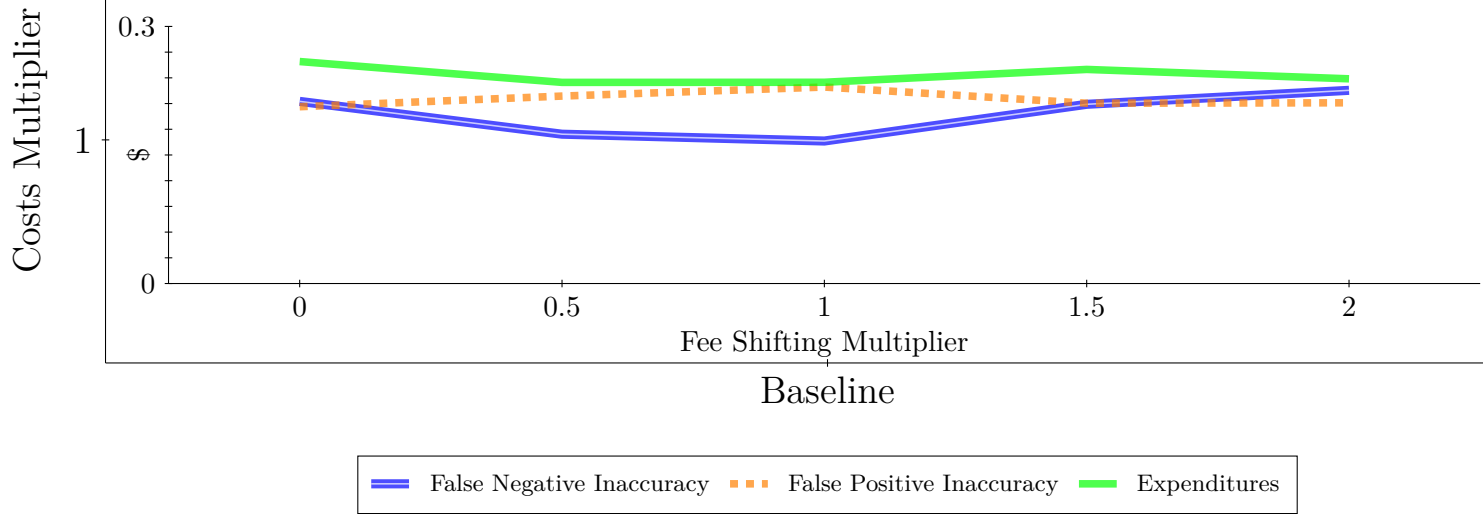 Costs Multiplier
1
$
0.3
0
0 0.5 1 1.5 2
Fee Shifting Multiplier
Baseline
False Negative Inaccuracy False Positive Inaccuracy Expenditures